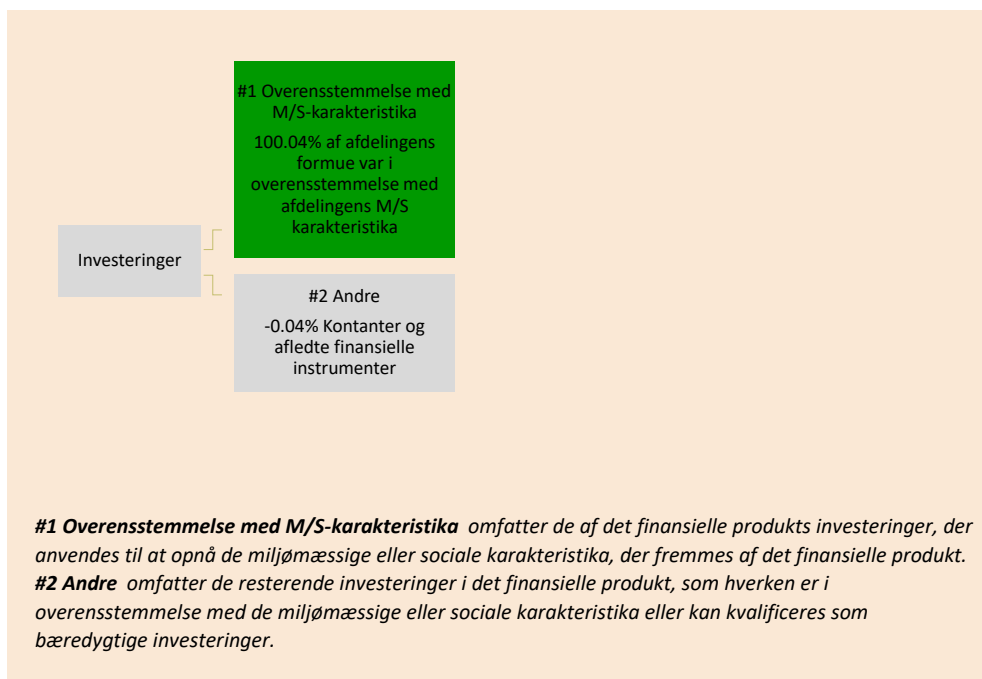 #1 Overensstemmelse med
M/S-karakteristika
100.04% af afdelingens
formue var i
overensstemmelse med
afdelingens M/S
karakteristika
Investeringer
#2 Andre
-0.04% Kontanter og
afledte finansielle
instrumenter
#1 Overensstemmelse med M/S-karakteristika omfatter de af det finansielle produkts investeringer, der
anvendes til at opnå de miljømæssige eller sociale karakteristika, der fremmes af det finansielle produkt.
#2 Andre omfatter de resterende investeringer i det finansielle produkt, som hverken er i
overensstemmelse med de miljømæssige eller sociale karakteristika eller kan kvalificeres som
bæredygtige investeringer.